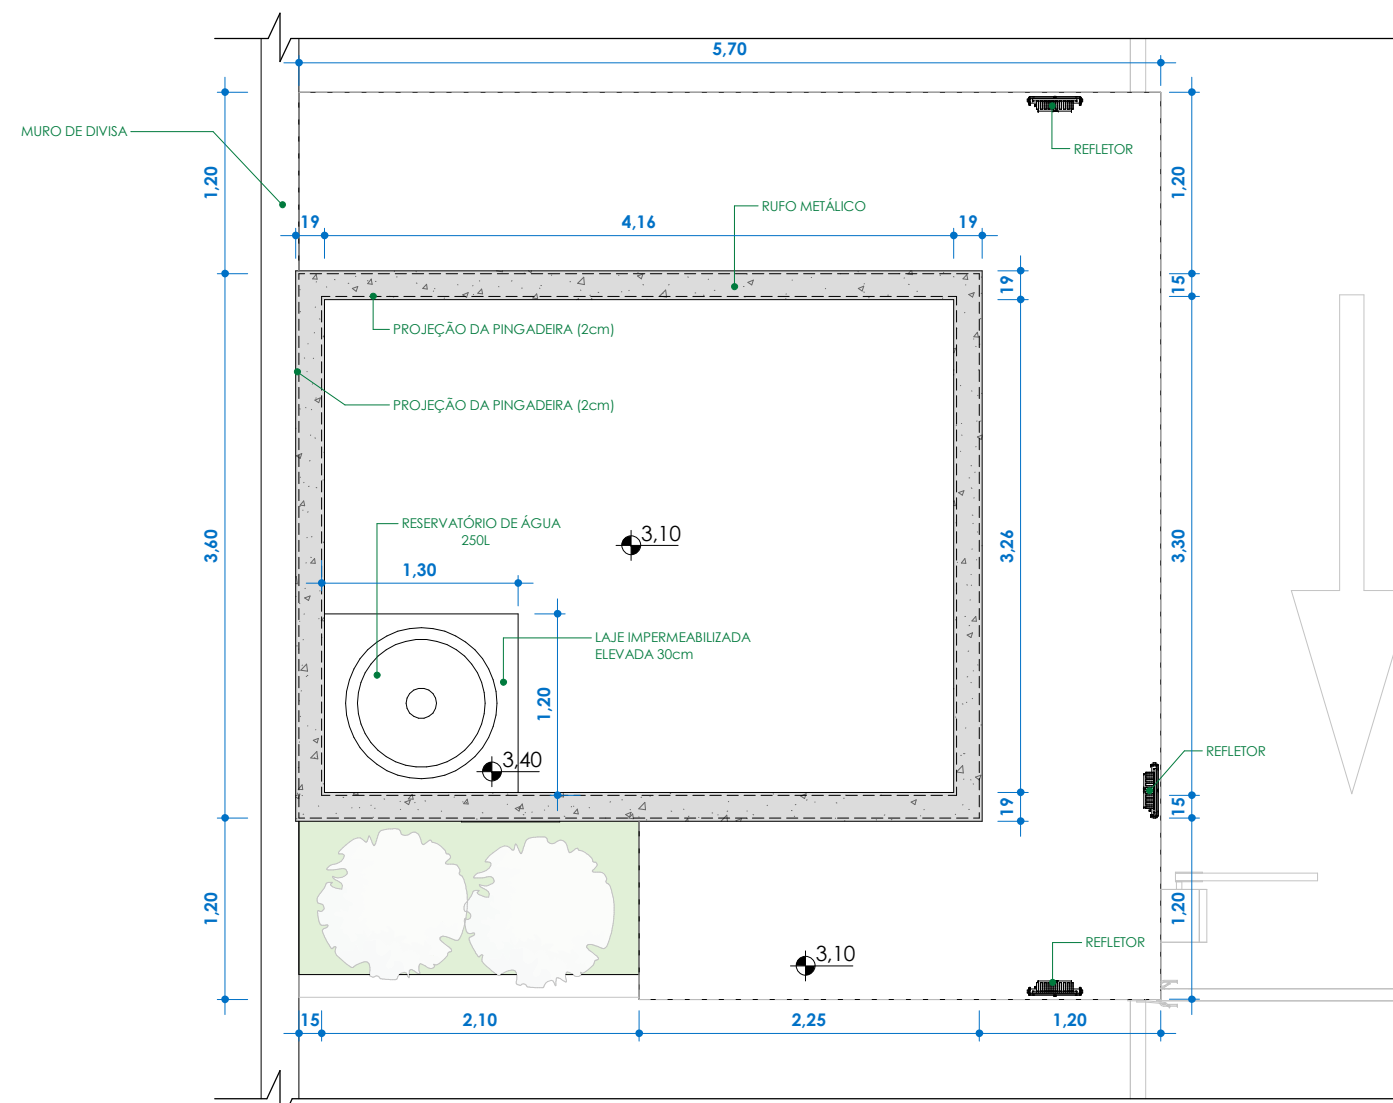 5,70
MURO DE DIVISA
REFLETOR
1,20
1,20
RUFO METÁLICO
19
4,16
19
15
19
PROJEÇÃO DA PINGADEIRA (2cm)
PROJEÇÃO DA PINGADEIRA (2cm)
RESERVATÓRIO DE ÁGUA
250L
3,10
3,60
3,26
3,30
1,30
LAJE IMPERMEABILIZADA
ELEVADA 30cm
1,20
3,40
REFLETOR
19
15
1,20
1,20
REFLETOR
3,10
15
2,10
2,25
1,20